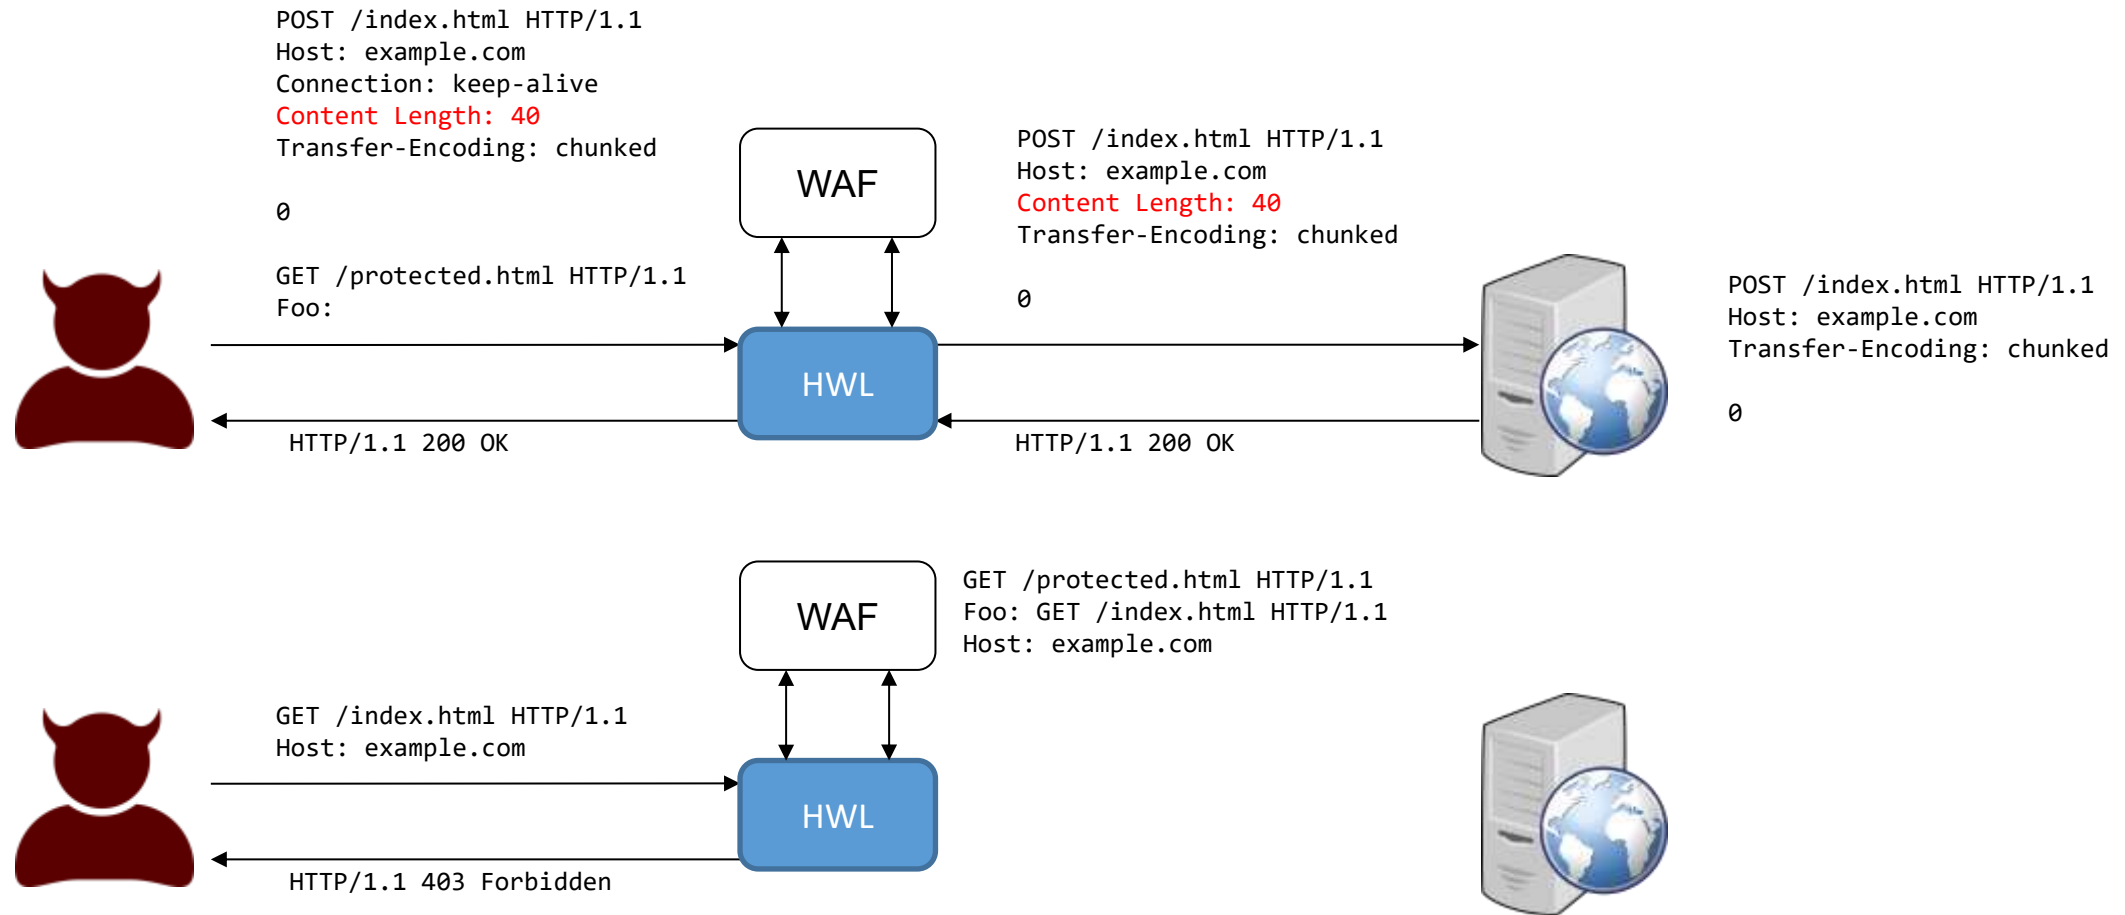 POST /index.html HTTP/1.1
Host: example.com
Connection: keep-alive
Content Length: 40
Transfer-Encoding: chunked
0
GET /protected.html HTTP/1.1
Foo:
WAF
HWL
POST /index.html HTTP/1.1
Host: example.com
Content Length: 40
Transfer-Encoding: chunked
0
POST /index.html HTTP/1.1
Host: example.com
Transfer-Encoding: chunked
0
HTTP/1.1 200 OK
HTTP/1.1 200 OK
WAF
GET /protected.html HTTP/1.1
Foo: GET /index.html HTTP/1.1
Host: example.com
GET /index.html HTTP/1.1
Host: example.com
HWL
HTTP/1.1 403 Forbidden